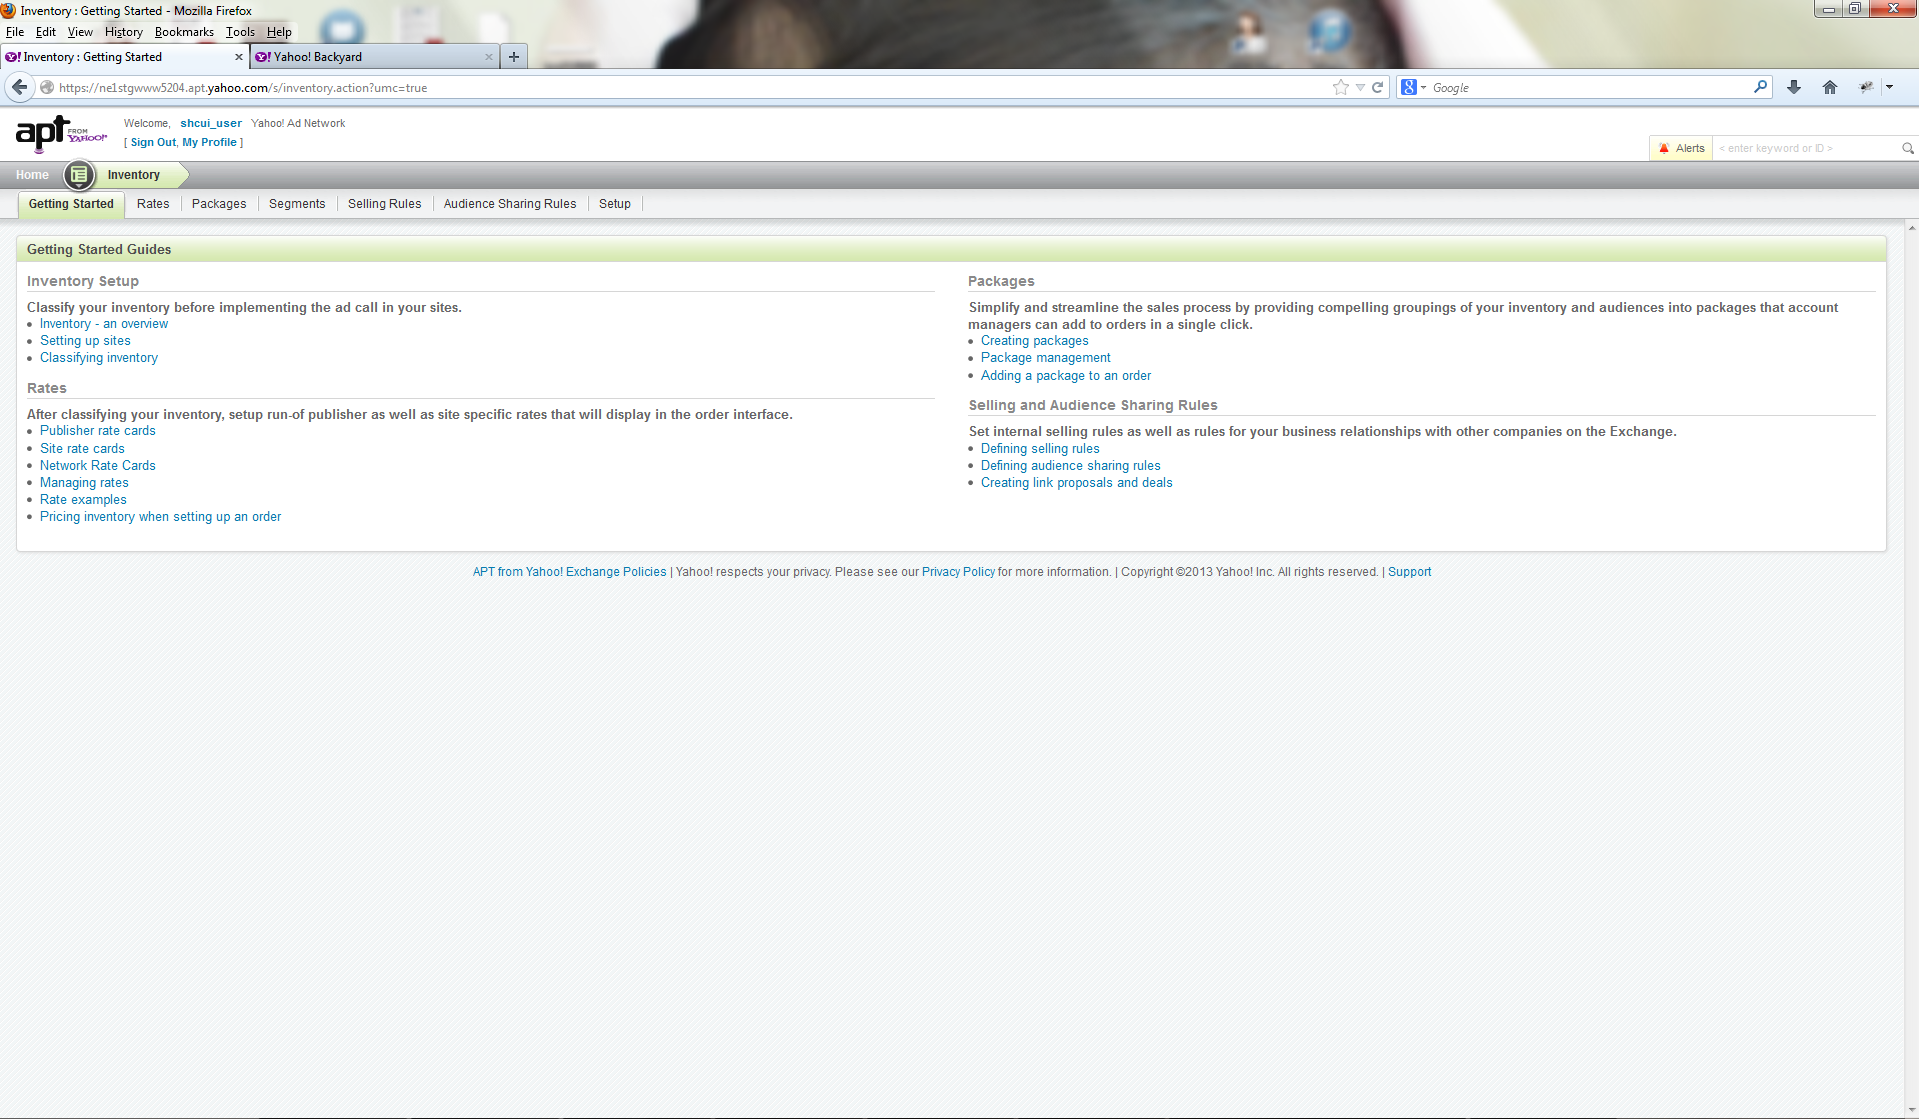 Inventory : Getting Started - Mozilla Firefox
File Edit View History Bookmarks Tools Help
Y! Inventory : Getting Started
Y! Yahoo! Backyard
https://ne1stgwww5204.apt.yahoo.com/s/inventory.action?umc=true
8 Google
apt FROM YAHOO!
Welcome, shcui_user Yahoo! Ad Network
[ Sign Out, My Profile ]
Alerts < enter keyword or ID >
Home Inventory
Getting Started Rates Packages Segments Selling Rules Audience Sharing Rules Setup
Getting Started Guides
Inventory Setup
Classify your inventory before implementing the ad call in your sites.
Inventory - an overview
Setting up sites
Classifying inventory
Rates
After classifying your inventory, setup run-of publisher as well as site specific rates that will display in the order interface.
Publisher rate cards
Site rate cards
Network Rate Cards
Managing rates
Rate examples
Pricing inventory when setting up an order
Packages
Simplify and streamline the sales process by providing compelling groupings of your inventory and audiences into packages that account
managers can add to orders in a single click.
Creating packages
Package management
Adding a package to an order
Selling and Audience Sharing Rules
Set internal selling rules as well as rules for your business relationships with other companies on the Exchange.
Defining selling rules
Defining audience sharing rules
Creating link proposals and deals
APT from Yahoo! Exchange Policies | Yahoo! respects your privacy. Please see our Privacy Policy for more information. | Copyright ©2013 Yahoo! Inc. All rights reserved. | Support